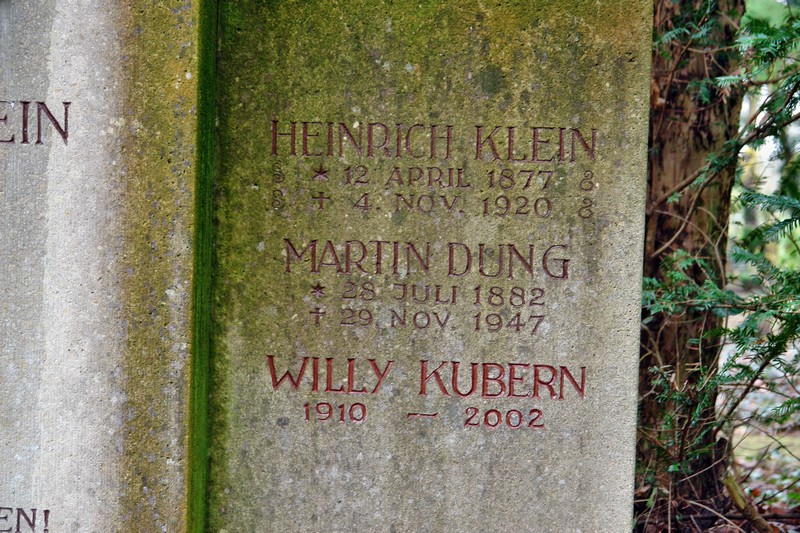 EIN
HEINRICH KLEIN
* 12 APRIL 1877
† 4. NOV. 1920
MARTIN DUNG
* 28 JULI 1882
† 29. NOV. 1947
WILLY KUBERN
1910 — 2002
EN!